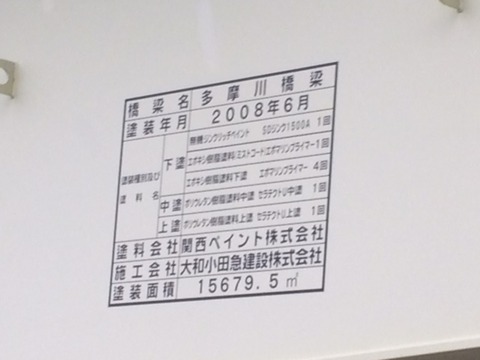 橋梁名 多摩川橋梁
塗装年月 2008年6月
塗装種別及び
塗料名
下塗
無機ジンクリッチペイント SDジンク1500A 1回
エポキシ樹脂塗料(ミストコート)エポマリンプライマー1回
エポキシ樹脂塗料下塗 エポマリンプライマー 4回
中塗 ポリウレタン樹脂塗料中塗 セラテクトU中塗 1回
上塗 ポリウレタン樹脂塗料上塗 セラテクトU上塗 1回
塗料会社 関西ペイント株式会社
施工会社 大和小田急建設株式会社
塗装面積 15679.5㎡